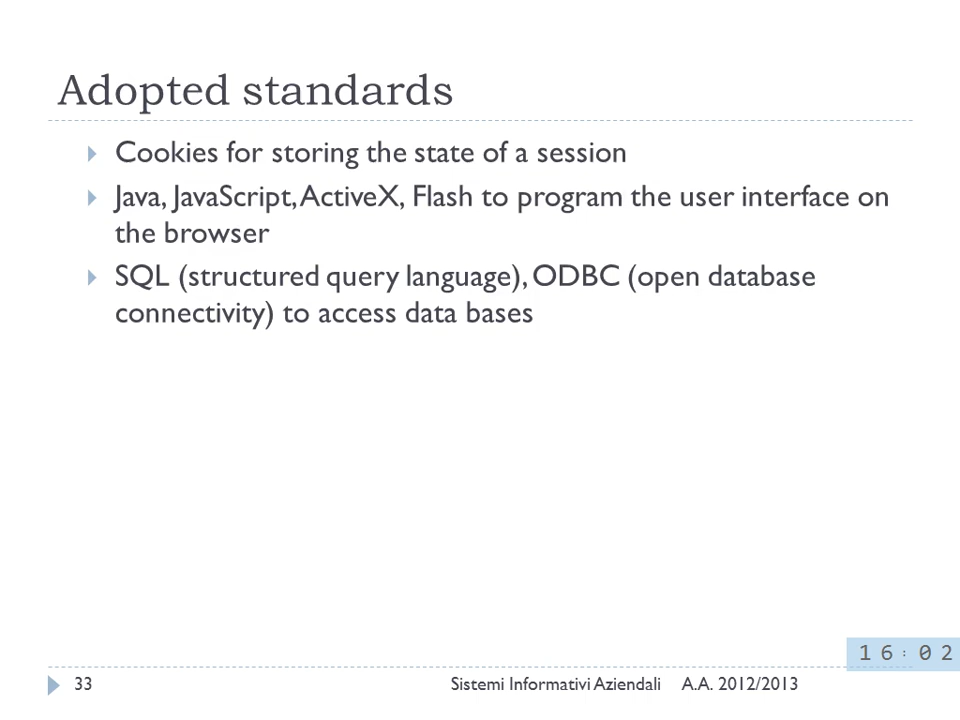 Adopted standards
Cookies for storing the state of a session
Java, JavaScript, ActiveX, Flash to program the user interface on
the browser
SQL (structured query language), ODBC (open database
connectivity) to access data bases
16:02
33
Sistemi Informativi Aziendali A.A. 2012/2013